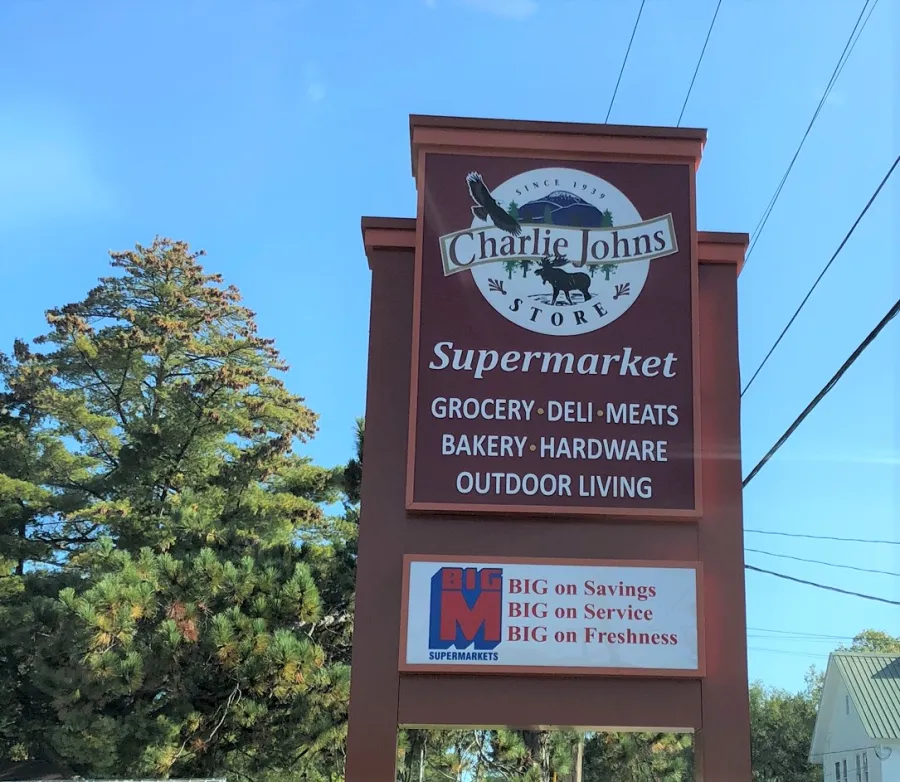 SINCE 1939
Charlie Johns
STORE
Supermarket
GROCERY • DELI • MEATS
BAKERY • HARDWARE
OUTDOOR LIVING
BIG
M
SUPERMARKETS
BIG on Savings
BIG on Service
BIG on Freshness